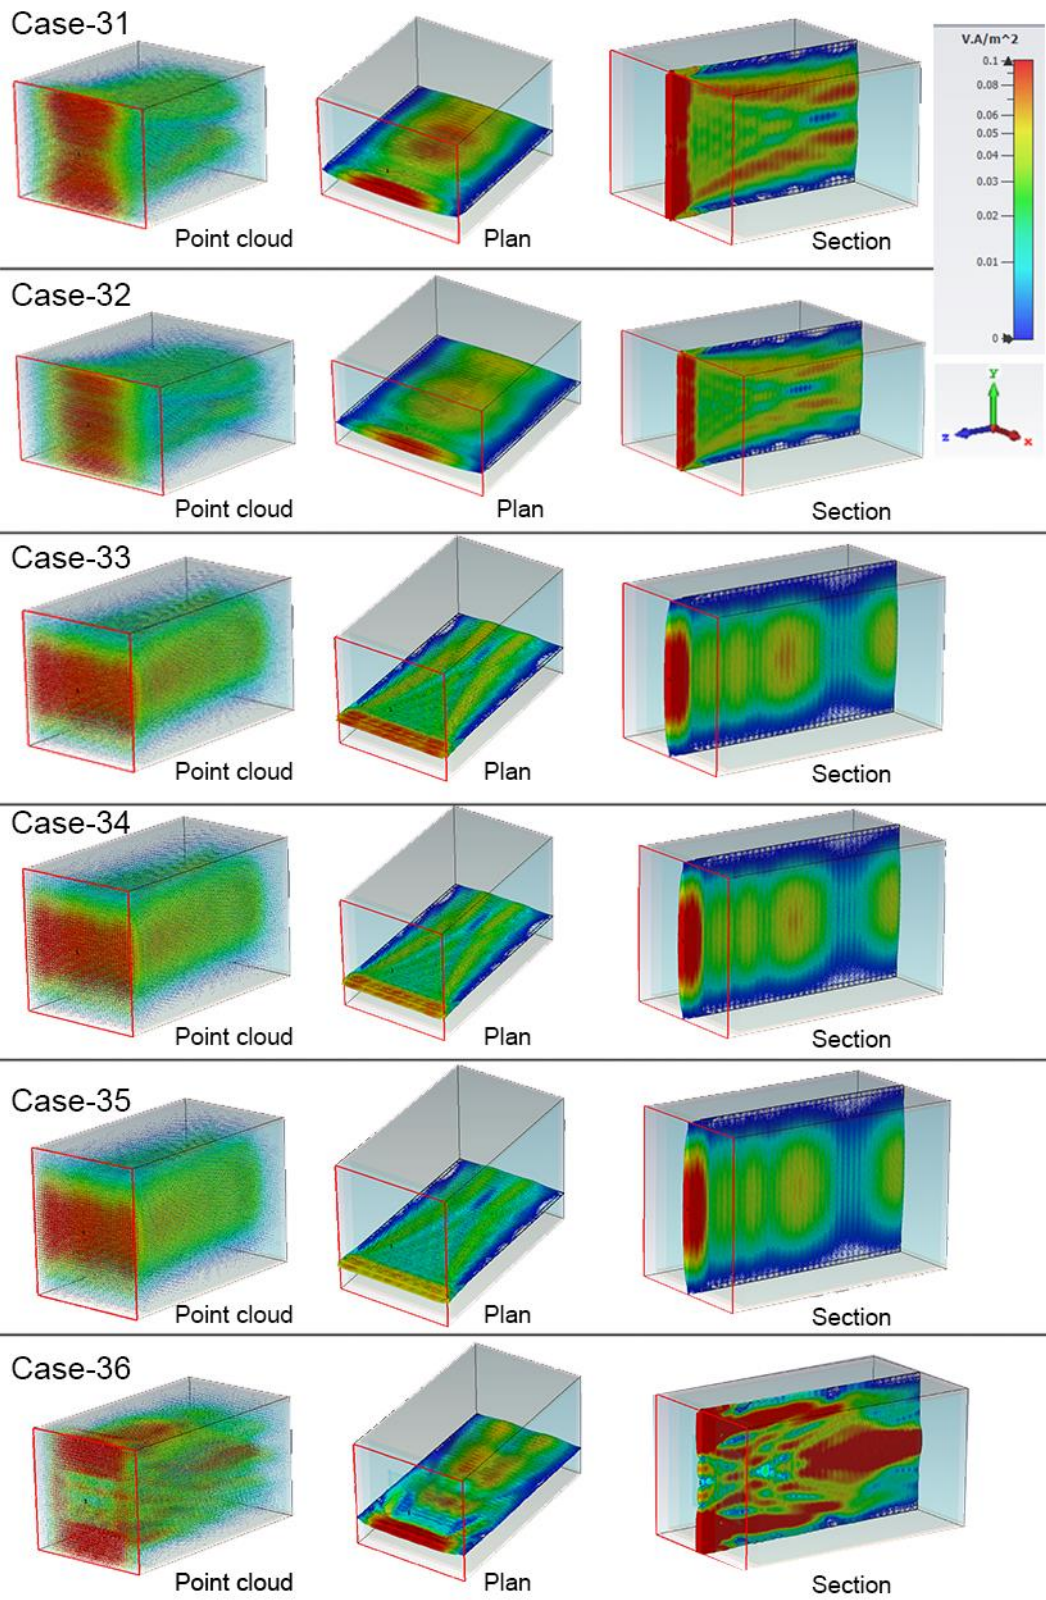 Case-31
Point cloud
Plan
Section
V.A/m^2
0.1
0.08
0.06
0.05
0.04
0.03
0.02
0.01
0
Case-32
Point cloud
Plan
Section
Y
z
x
Case-33
Point cloud
Plan
Section
Case-34
Point cloud
Plan
Section
Case-35
Point cloud
Plan
Section
Case-36
Point cloud
Plan
Section